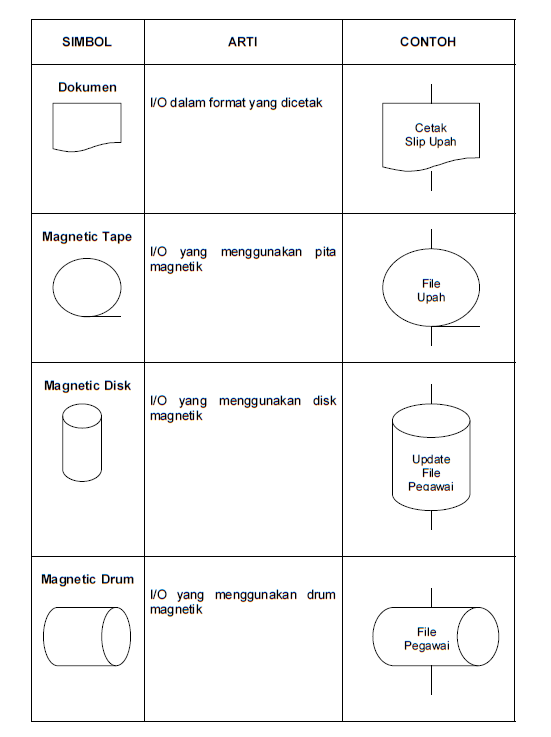 SIMBOL ARTI CONTOH
Dokumen
I/O dalam format yang dicetak
Cetak
Slip Upah
Magnetic Tape
I/O yang menggunakan pita
magnetik
File
Upah
Magnetic Disk
I/O yang menggunakan disk
magnetik
Update
File
Pegawai
Magnetic Drum
I/O yang menggunakan drum
magnetik
File
Pegawai